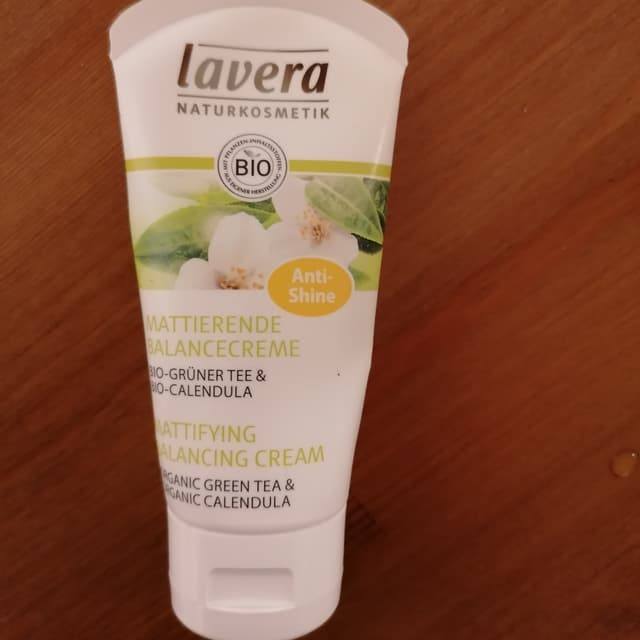 lavera
NATURKOSMETIK
BIO
Anti-
Shine
MATTIERENDE
BALANCECREME
BIO-GRÜNER TEE &
BIO-CALENDULA
MATTIFYING
BALANCING CREAM
ORGANIC GREEN TEA &
ORGANIC CALENDULA